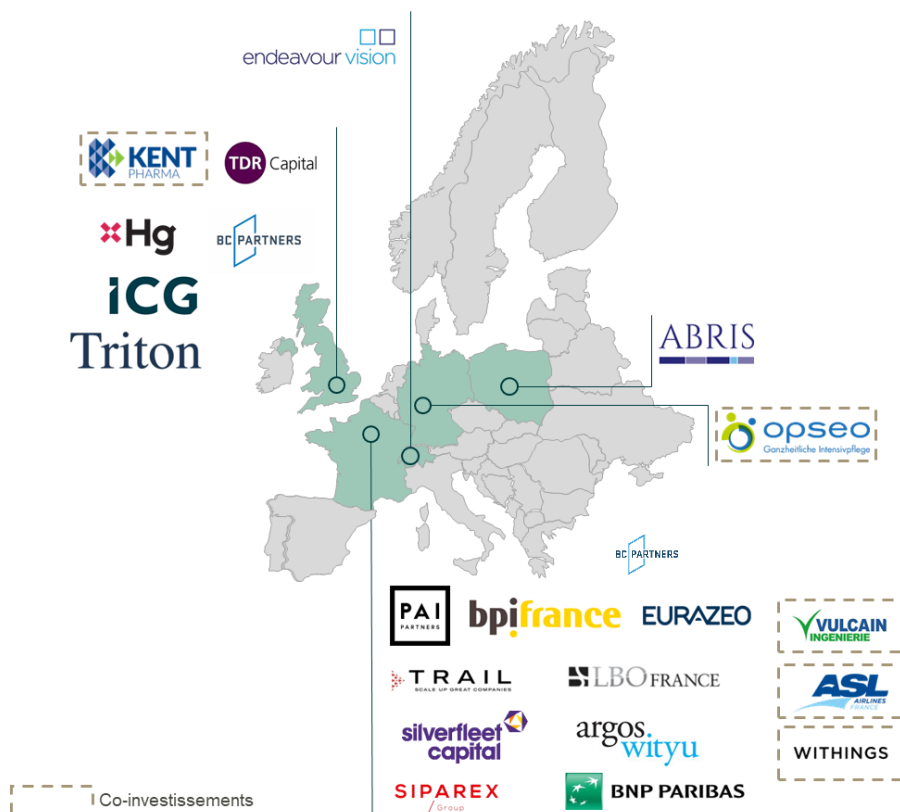 endeavour vision
KENT
PHARMA
TDR Capital
Hg
BC PARTNERS
ICG
Triton
ABRIS
opseo
Ganzheitliche Intensivpflege
BC PARTNERS
PAI
PARTNERS
bpifrance
EURAZEO
VULCAIN
INGENIERIE
TRAIL
SCALE UP GREAT COMPANIES
LBO FRANCE
ASL
AIRLINES
FRANCE
silverfleet
capital
argos
wityu
WITHINGS
SIPAREX
/Group
BNP PARIBAS
Co-investissements